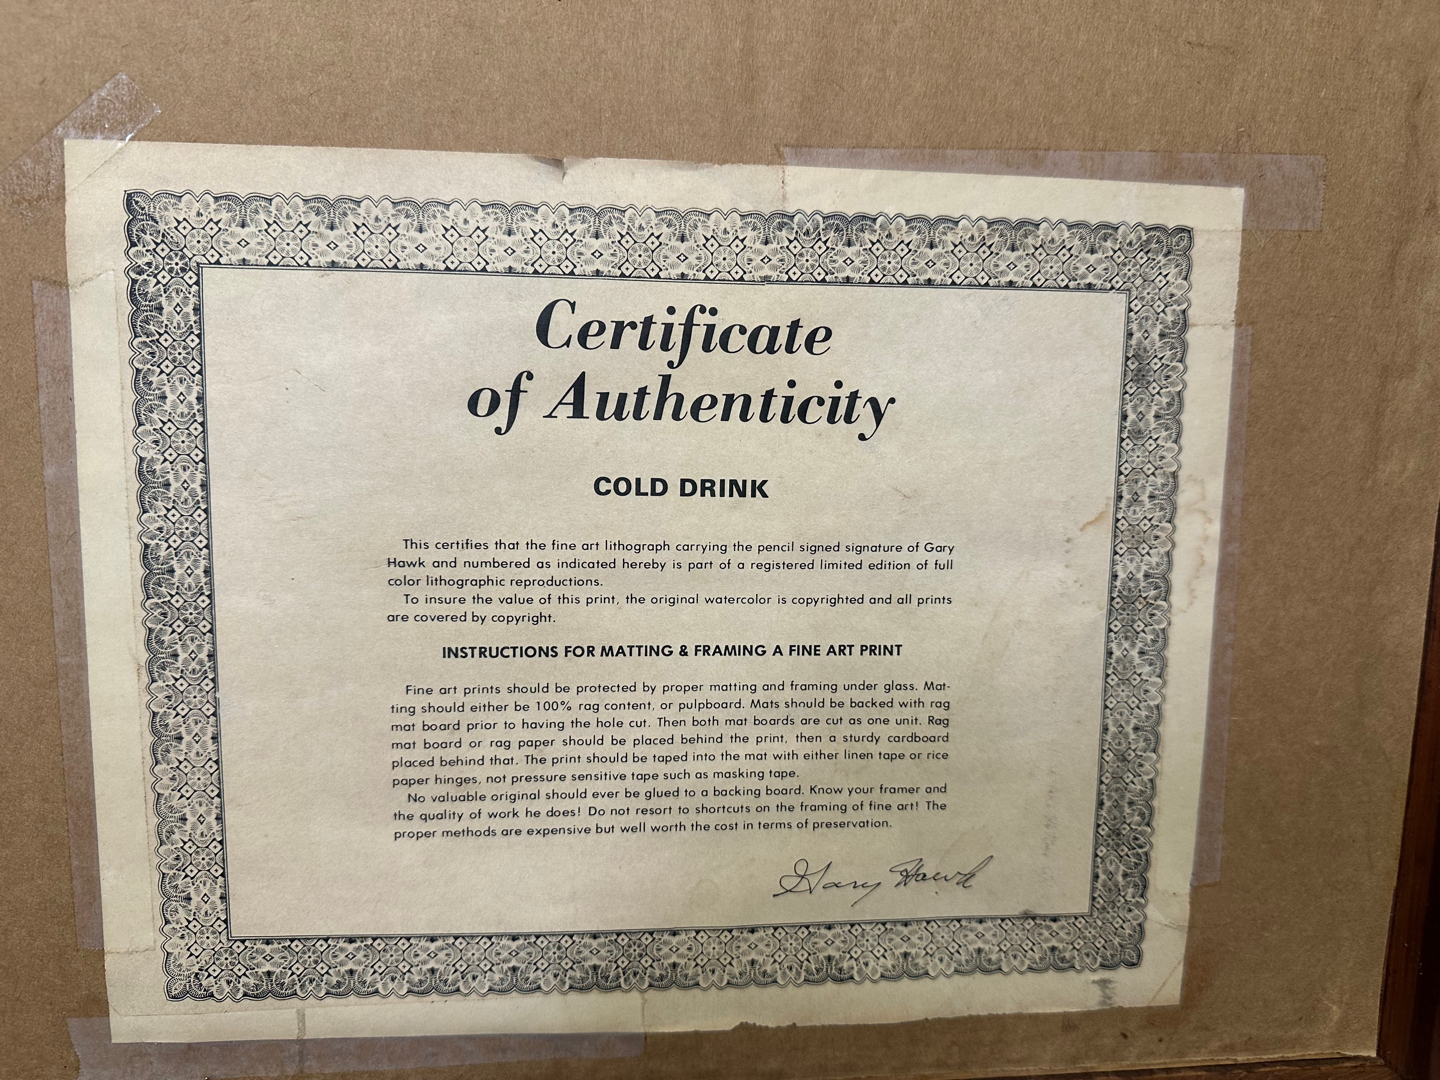 Certificate
of Authenticity
COLD DRINK
This certifies that the fine art lithograph carrying the pencil signed signature of Gary
Hawk and numbered as indicated hereby is part of a registered limited edition of full
color lithographic reproductions.
To insure the value of this print, the original watercolor is copyrighted and all prints
are covered by copyright.
INSTRUCTIONS FOR MATTING & FRAMING A FINE ART PRINT
Fine art prints should be protected by proper matting and framing under glass. Mat-
ting should either be 100% rag content, or pulpboard. Mats should be backed with rag
mat board prior to having the hole cut. Then both mat boards are cut as one unit. Rag
mat board or rag paper should be placed behind the print, then a sturdy cardboard
placed behind that. The print should be taped into the mat with either linen tape or rice
paper hinges, not pressure sensitive tape such as masking tape.
No valuable original should ever be glued to a backing board. Know your framer and
the quality of work he does! Do not resort to shortcuts on the framing of fine art! The
proper methods are expensive but well worth the cost in terms of preservation.
Gary Hawk